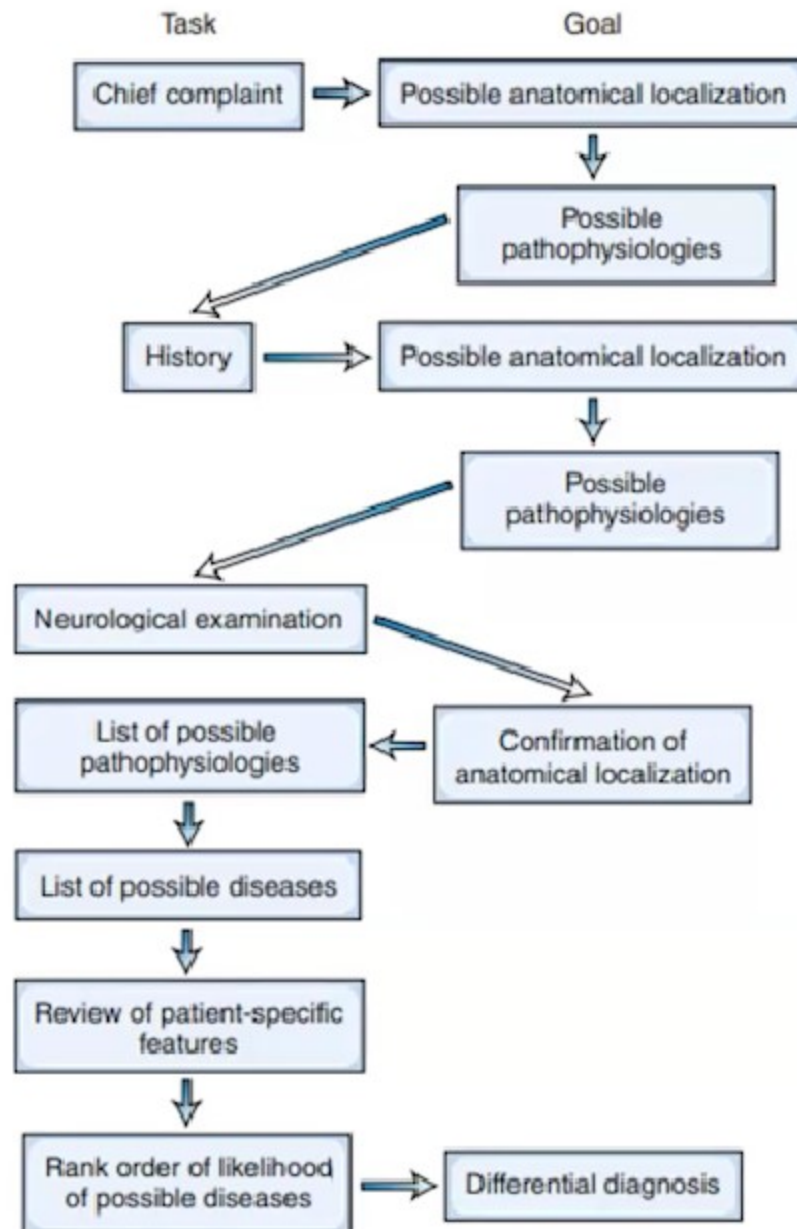 Task
Goal
Chief complaint
Possible anatomical localization
Possible
pathophysiologies
History
Possible anatomical localization
Possible
pathophysiologies
Neurological examination
Confirmation of
anatomical localization
List of possible
pathophysiologies
List of possible diseases
Review of patient-specific
features
Rank order of likelihood
of possible diseases
Differential diagnosis